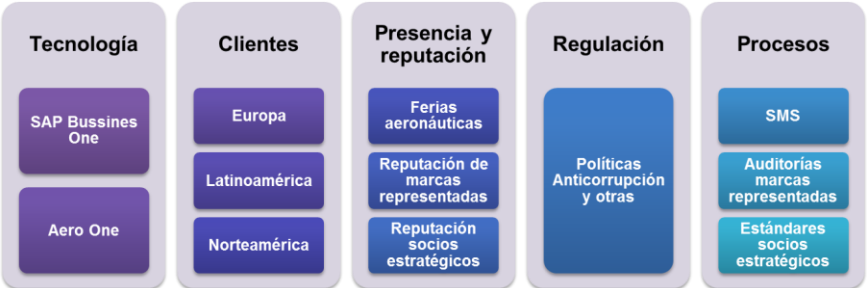 Tecnología
SAP Bussines
One
Aero One
Clientes
Europa
Latinoamérica
Norteamérica
Presencia y
reputación
Ferias
aeronáuticas
Reputación de
marcas
representadas
Reputación
socios
estratégicos
Regulación
Políticas
Anticorrupción
y otras
Procesos
SMS
Auditorías
marcas
representadas
Estándares
socios
estratégicos